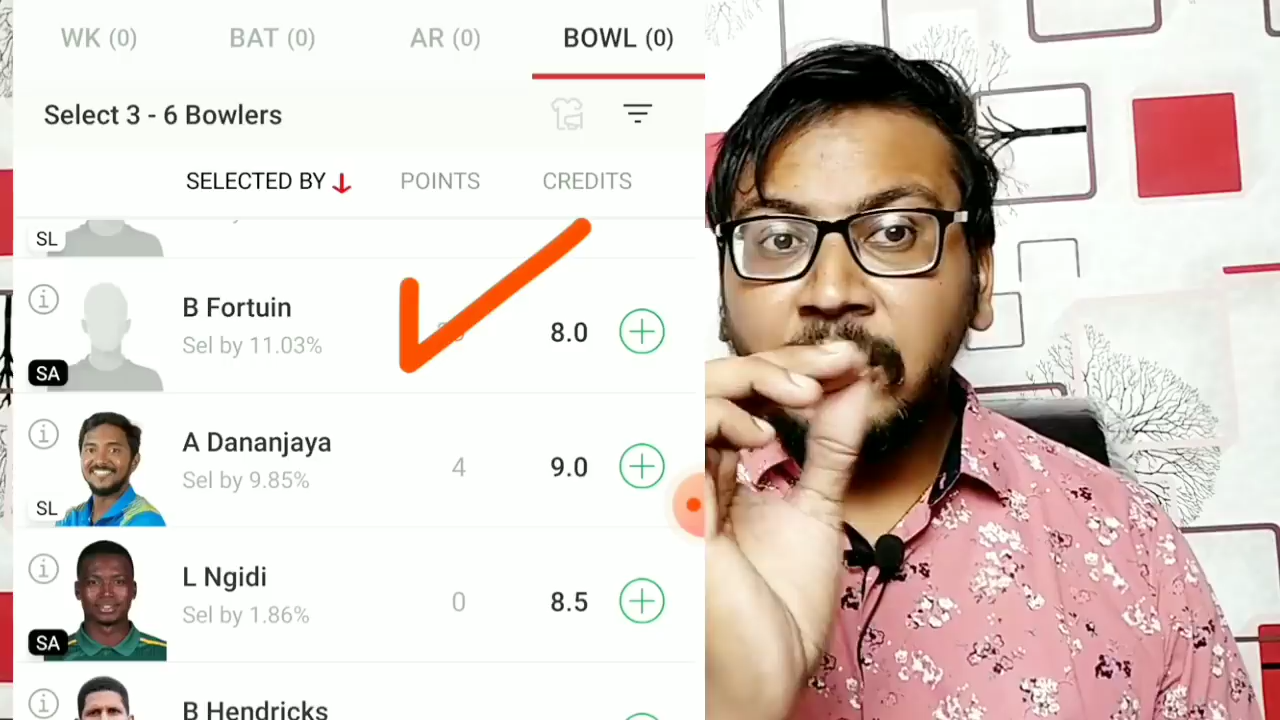 WK (0) BAT (0) AR (0) BOWL (0)
Select 3 - 6 Bowlers
SELECTED BY POINTS CREDITS
SL
B Fortuin
8.0
Sel by 11.03%
SA
A Dananjaya
4 9.0
Sel by 9.85%
SL
L Ngidi
0 8.5
Sel by 1.86%
SA
B Hendricks